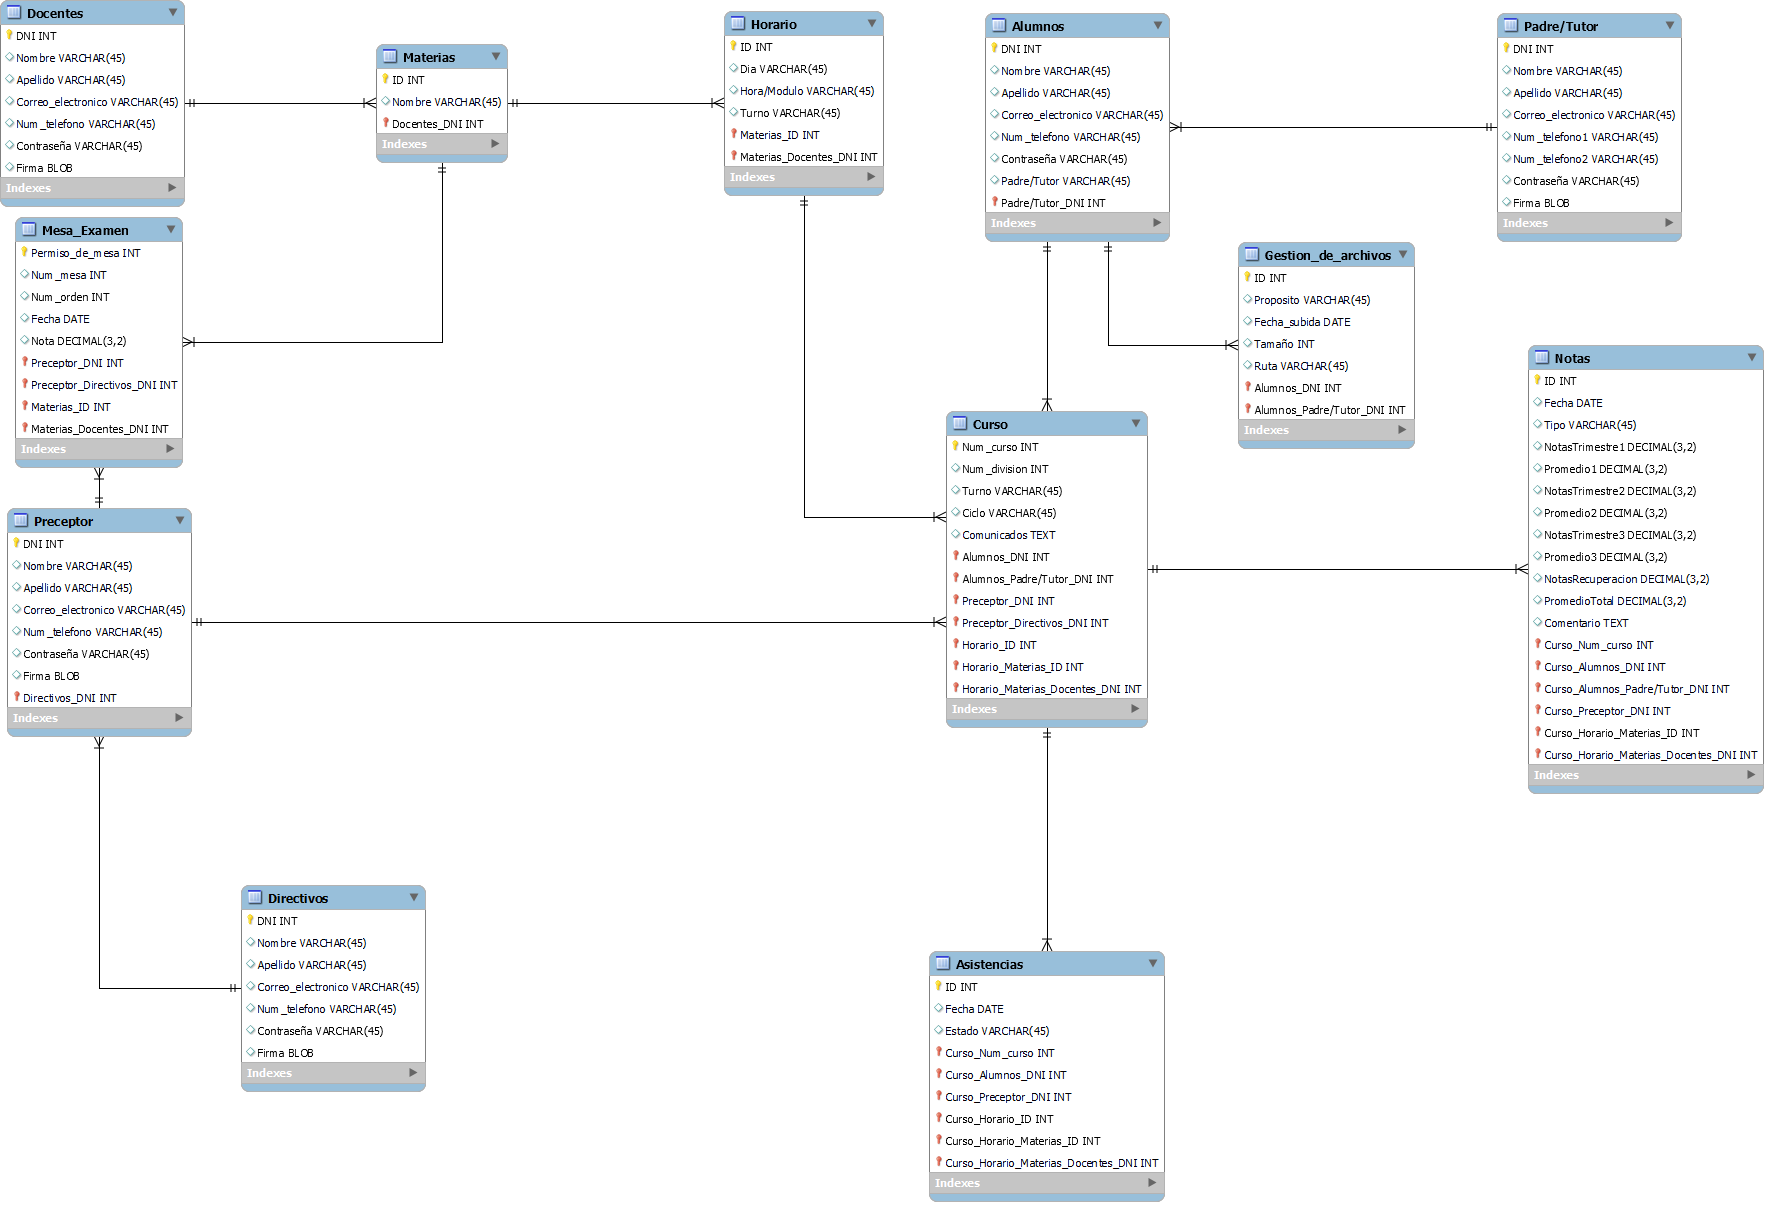 Docentes
DNI INT
Nombre VARCHAR(45)
Apellido VARCHAR(45)
Correo_electronico VARCHAR(45)
Num_telefono VARCHAR(45)
Contraseña VARCHAR(45)
Firma BLOB
Indexes
Materias
ID INT
Nombre VARCHAR(45)
Docentes_DNI INT
Indexes
Horario
ID INT
Dia VARCHAR(45)
Hora/Modulo VARCHAR(45)
Turno VARCHAR(45)
Materias_ID INT
Materias_Docentes_DNI INT
Indexes
Alumnos
DNI INT
Nombre VARCHAR(45)
Apellido VARCHAR(45)
Correo_electronico VARCHAR(45)
Num_telefono VARCHAR(45)
Contraseña VARCHAR(45)
Padre/Tutor VARCHAR(45)
Padre/Tutor_DNI INT
Indexes
Padre/Tutor
DNI INT
Nombre VARCHAR(45)
Apellido VARCHAR(45)
Correo_electronico VARCHAR(45)
Num_telefono1 VARCHAR(45)
Num_telefono2 VARCHAR(45)
Contraseña VARCHAR(45)
Firma BLOB
Indexes
Mesa_Examen
Permiso_de_mesa INT
Num_mesa INT
Num_orden INT
Fecha DATE
Nota DECIMAL(3,2)
Preceptor_DNI INT
Preceptor_Directivos_DNI INT
Materias_ID INT
Materias_Docentes_DNI INT
Indexes
Gestion_de_archivos
ID INT
Proposito VARCHAR(45)
Fecha_subida DATE
Tamaño INT
Ruta VARCHAR(45)
Alumnos_DNI INT
Alumnos_Padre/Tutor_DNI INT
Indexes
Notas
ID INT
Fecha DATE
Tipo VARCHAR(45)
NotasTrimestre1 DECIMAL(3,2)
Promedio1 DECIMAL(3,2)
NotasTrimestre2 DECIMAL(3,2)
Promedio2 DECIMAL(3,2)
NotasTrimestre3 DECIMAL(3,2)
Promedio3 DECIMAL(3,2)
NotasRecuperacion DECIMAL(3,2)
PromedioTotal DECIMAL(3,2)
Comentario TEXT
Curso_Num_curso INT
Curso_Alumnos_DNI INT
Curso_Alumnos_Padre/Tutor_DNI INT
Curso_Preceptor_DNI INT
Curso_Horario_Materias_ID INT
Curso_Horario_Materias_Docentes_DNI INT
Indexes
Curso
Num_curso INT
Num_division INT
Turno VARCHAR(45)
Ciclo VARCHAR(45)
Comunicados TEXT
Alumnos_DNI INT
Alumnos_Padre/Tutor_DNI INT
Preceptor_DNI INT
Preceptor_Directivos_DNI INT
Horario_ID INT
Horario_Materias_ID INT
Horario_Materias_Docentes_DNI INT
Indexes
Preceptor
DNI INT
Nombre VARCHAR(45)
Apellido VARCHAR(45)
Correo_electronico VARCHAR(45)
Num_telefono VARCHAR(45)
Contraseña VARCHAR(45)
Firma BLOB
Directivos_DNI INT
Indexes
Directivos
DNI INT
Nombre VARCHAR(45)
Apellido VARCHAR(45)
Correo_electronico VARCHAR(45)
Num_telefono VARCHAR(45)
Contraseña VARCHAR(45)
Firma BLOB
Indexes
Asistencias
ID INT
Fecha DATE
Estado VARCHAR(45)
Curso_Num_curso INT
Curso_Alumnos_DNI INT
Curso_Preceptor_DNI INT
Curso_Horario_ID INT
Curso_Horario_Materias_ID INT
Curso_Horario_Materias_Docentes_DNI INT
Indexes